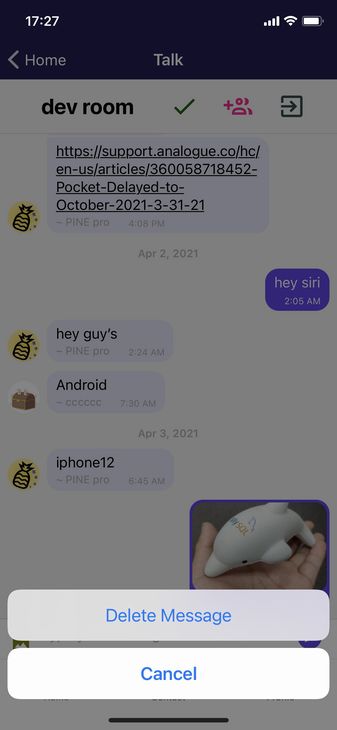 17:27
Home
Talk
dev room
https://support.analogue.co/hc/
en-us/articles/360058718452-
Pocket-Delayed-to-
October-2021-3-31-21
~ PINE pro 4:08 PM
Apr 2, 2021
hey siri
2:05 AM
hey guy's
~ PINE pro 2:24 AM
Android
~ cccccc 7:30 AM
Apr 3, 2021
iphone12
~ PINE pro 6:45 AM
SQL
Delete Message
Cancel